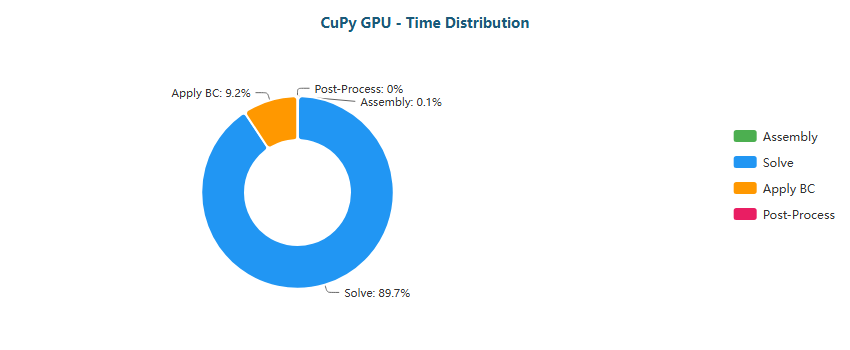 CuPy GPU - Time Distribution
Post-Process: 0%
Apply BC: 9.2%
Assembly: 0.1%
Solve: 89.7%
Assembly
Solve
Apply BC
Post-Process